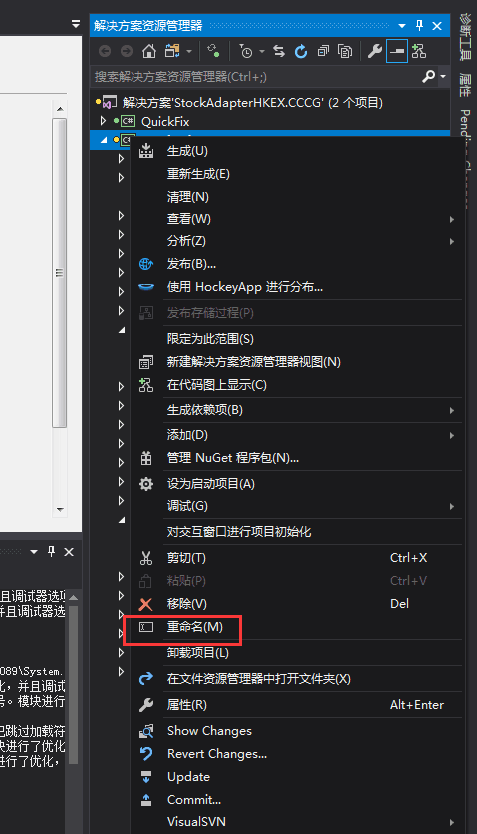 解决方案资源管理器
搜索解决方案资源管理器(Ctrl+;)
解决方案'StockAdapterHKEX.CCCG' (2 个项目)
QuickFix
生成(U)
重新生成(E)
清理(N)
查看(W)
分析(Z)
发布(B)...
使用 HockeyApp 进行分布...
发布存储过程(P)
限定为此范围(S)
新建解决方案资源管理器视图(N)
在代码图上显示(C)
生成依赖项(B)
添加(D)
管理 NuGet 程序包(N)...
设为启动项目(A)
调试(G)
对交互窗口进行项目初始化
剪切(T) Ctrl+X
粘贴(P) Ctrl+V
移除(V) Del
重命名(M)
卸载项目(L)
在文件资源管理器中打开文件夹(X)
属性(R) Alt+Enter
Show Changes
Revert Changes...
Update
Commit...
VisualSVN
诊断工具
属性
且调试器选项
并且调试器选
089\System.
化，并且调试
号。模块进行
已跳过加载符
块进行了优化
进行了优化，